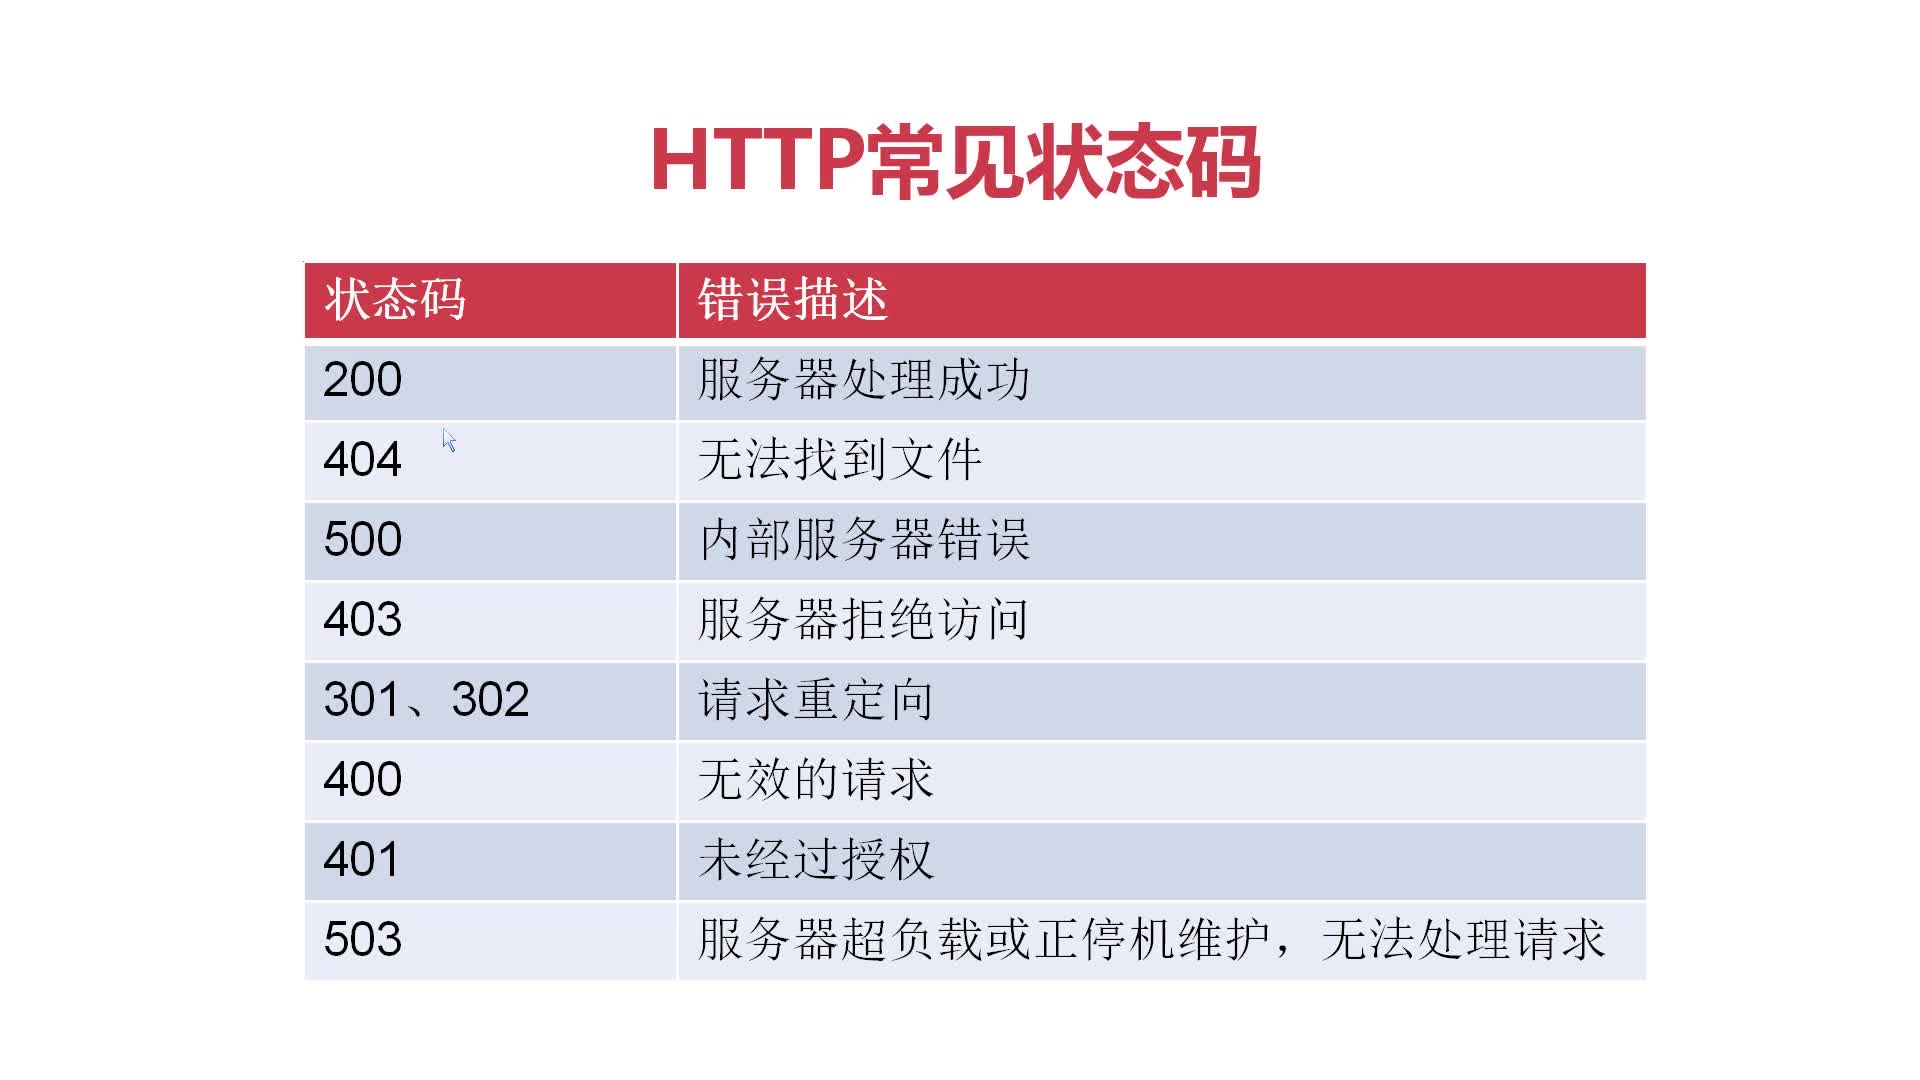 HTTP常见状态码
状态码 错误描述
200 服务器处理成功
404 无法找到文件
500 内部服务器错误
403 服务器拒绝访问
301、302 请求重定向
400 无效的请求
401 未经过授权
503 服务器超负载或正停机维护，无法处理请求